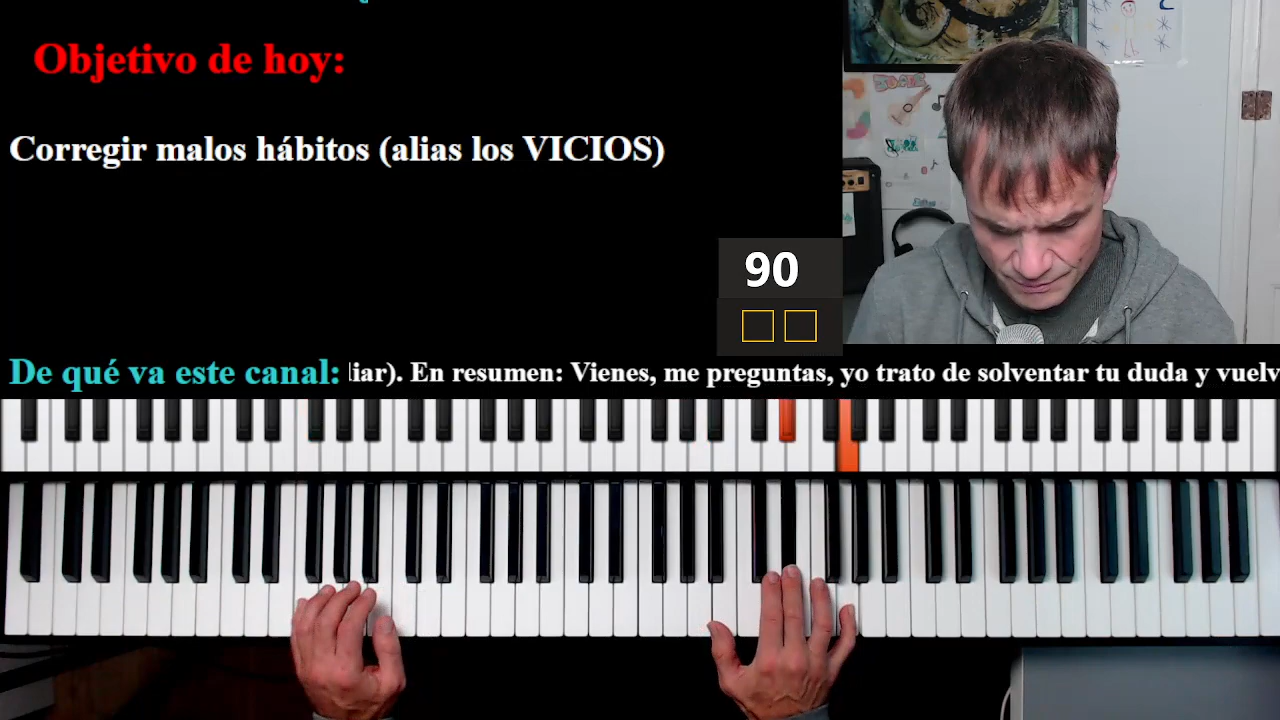 Objetivo de hoy:
Corregir malos hábitos (alias los VICIOS)
90
De qué va este canal: liar). En resumen: Vienes, me preguntas, yo trato de solventar tu duda y vuelv